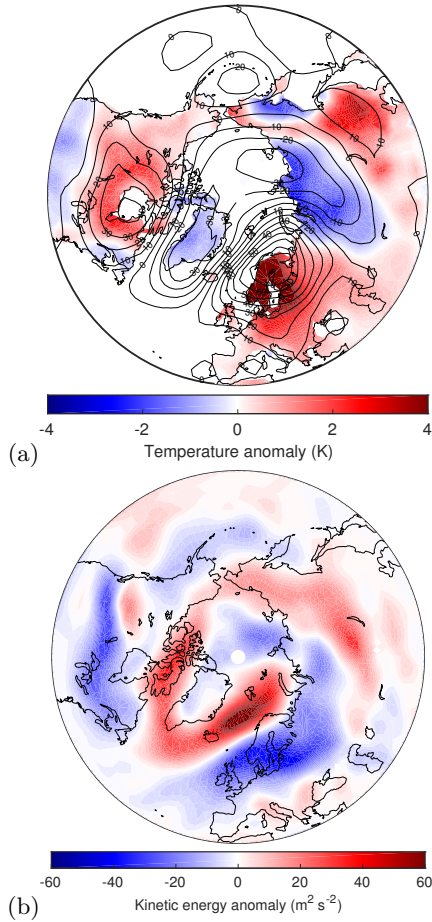 -4 -2 0 2 4
(a) Temperature anomaly (K)
-60 -40 -20 0 20 40 60
(b) Kinetic energy anomaly (m² s⁻²)